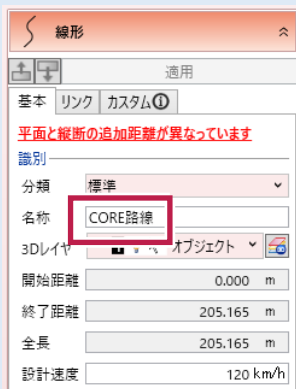 線形
適用
基本 リンク カスタム
平面と縦断の追加距離が異なっています
識別
分類 標準
名称 CORE路線
3Dレイヤ オブジェクト
開始距離 0.000 m
終了距離 205.165 m
全長 205.165 m
設計速度 120 km/h